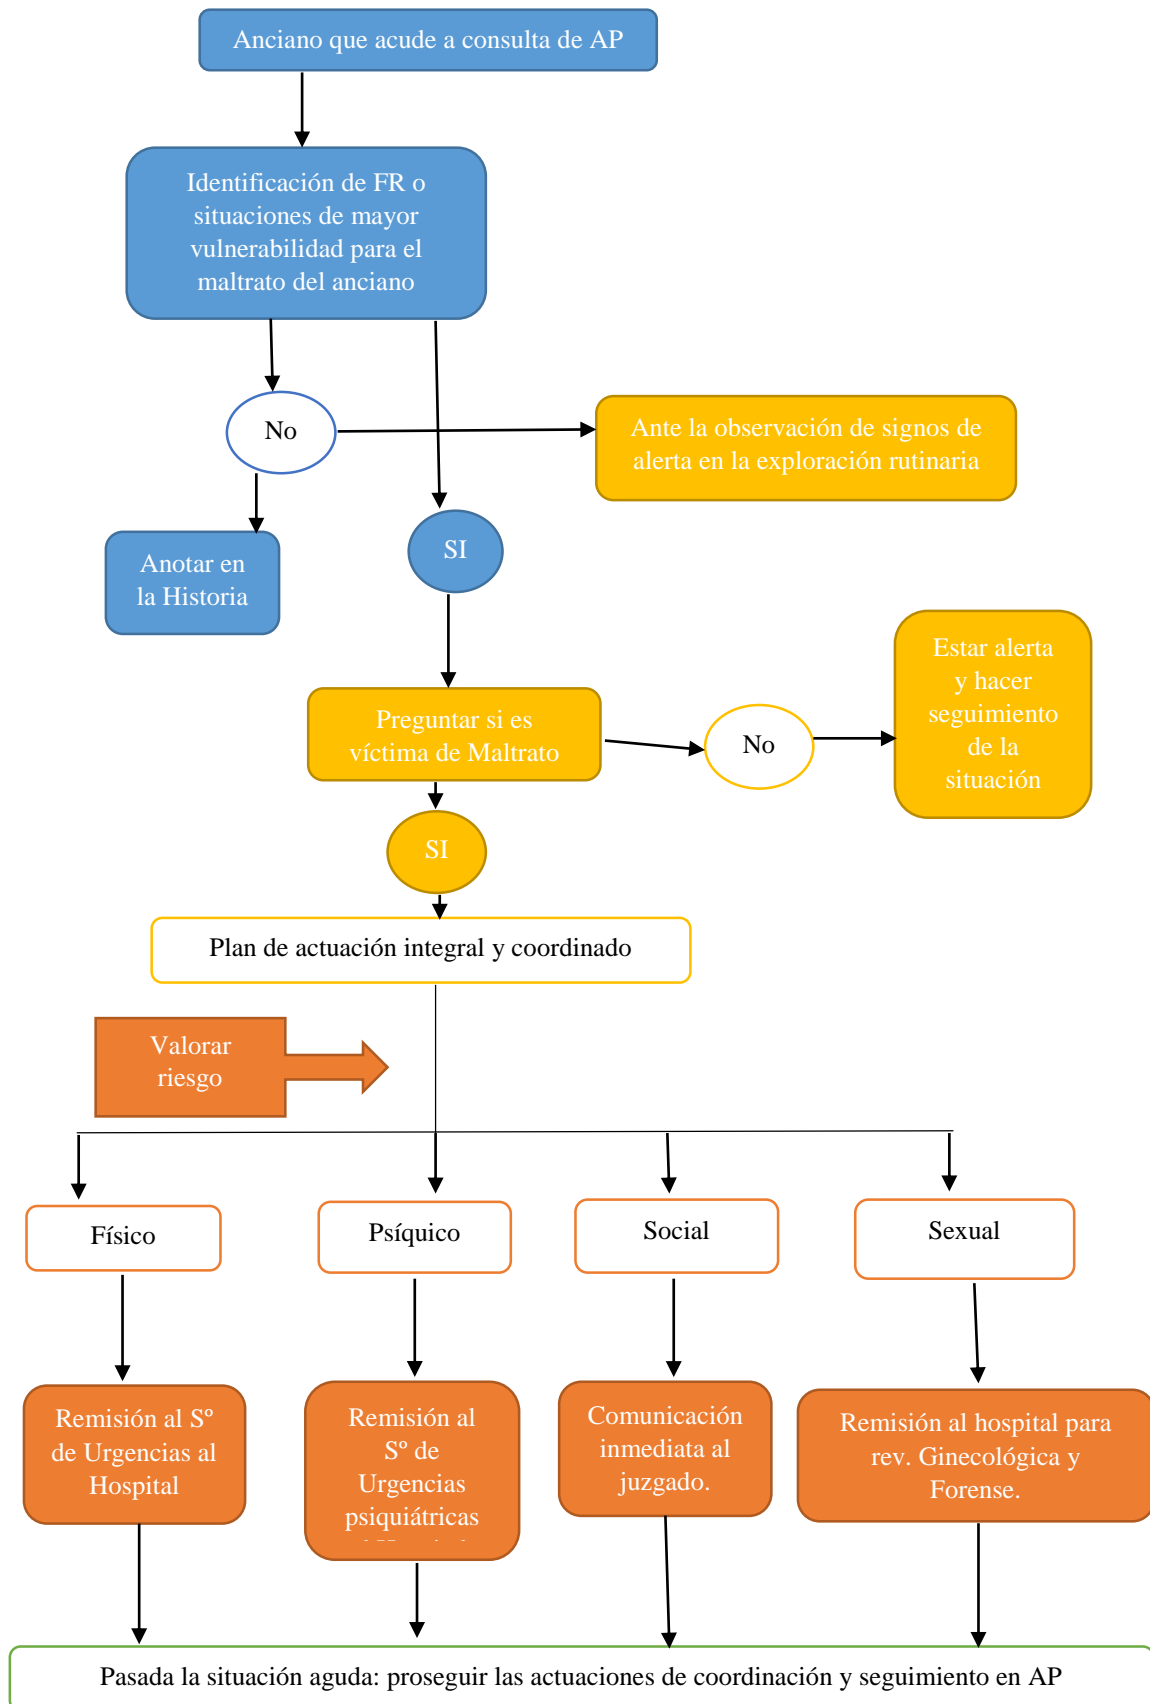 Anciano que acude a consulta de AP
Identificación de FR o
situaciones de mayor
vulnerabilidad para el
maltrato del anciano
No
Ante la observación de signos de
alerta en la exploración rutinaria
SI
Anotar en
la Historia
Estar alerta
y hacer
seguimiento
de la
situación
Preguntar si es
víctima de Maltrato
No
SI
Plan de actuación integral y coordinado
Valorar
riesgo
Físico
Psíquico
Social
Sexual
Remisión al Sº
de Urgencias al
Hospital
Remisión al
Sº de
Urgencias
psiquiátricas
Comunicación
inmediata al
juzgado.
Remisión al hospital para
rev. Ginecológica y
Forense.
Pasada la situación aguda: proseguir las actuaciones de coordinación y seguimiento en AP